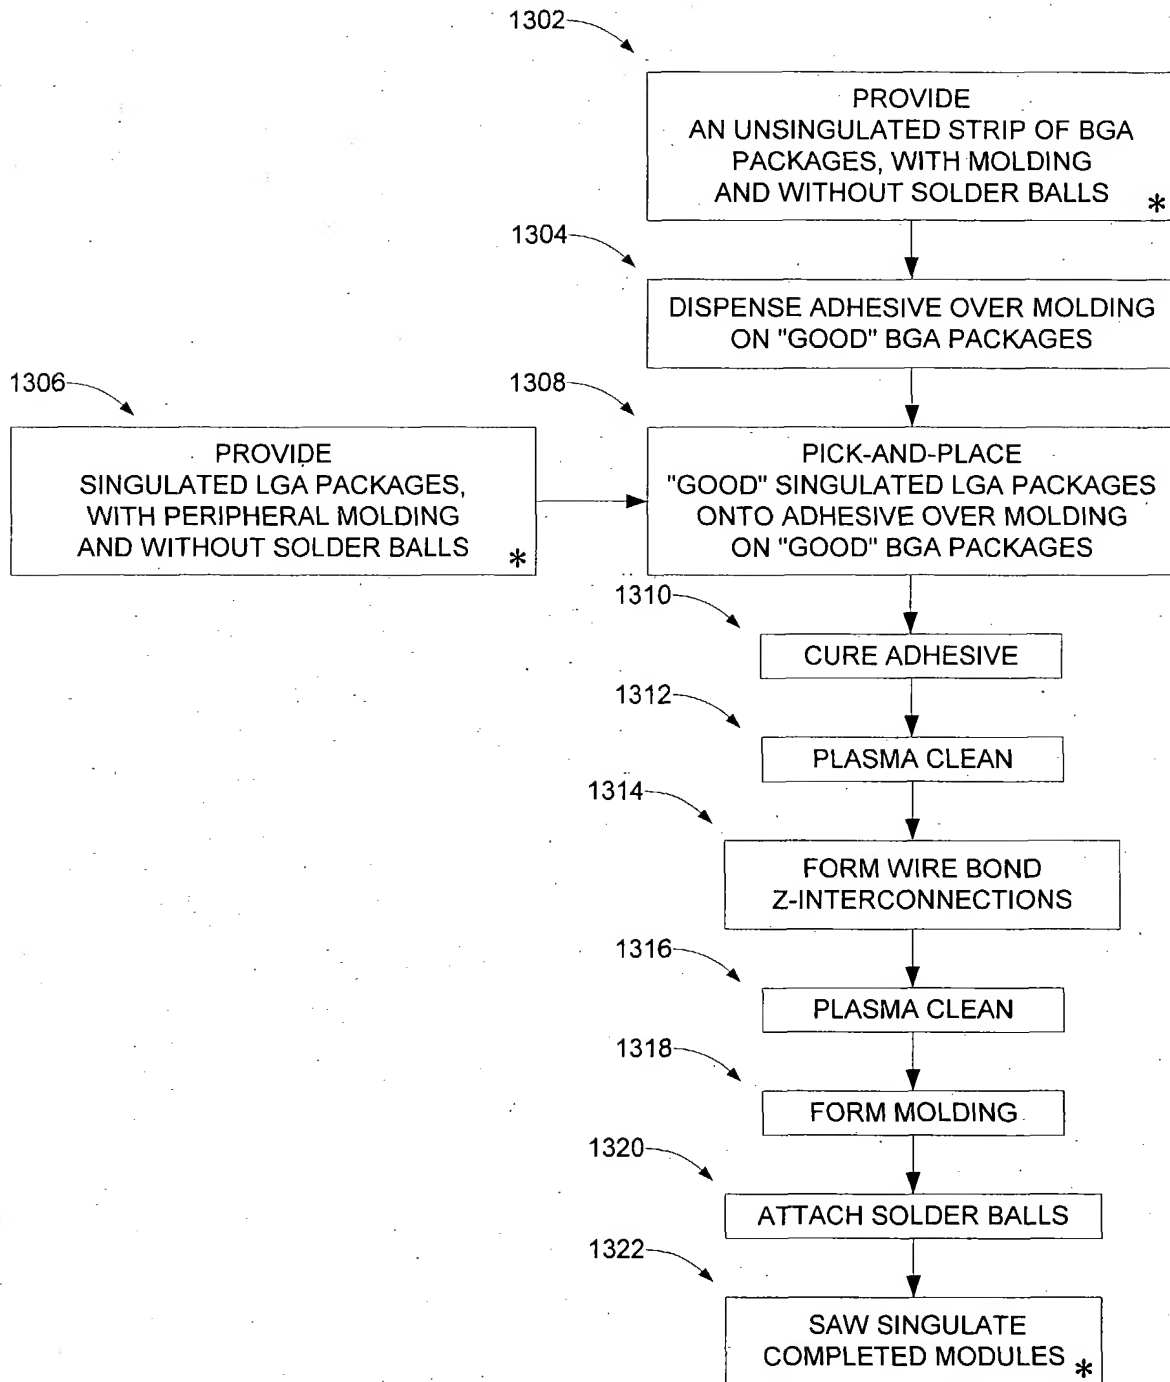 1302
PROVIDE
AN UNSINGULATED STRIP OF BGA
PACKAGES, WITH MOLDING
AND WITHOUT SOLDER BALLS *
1304
DISPENSE ADHESIVE OVER MOLDING
ON "GOOD" BGA PACKAGES
1306
PROVIDE
SINGULATED LGA PACKAGES,
WITH PERIPHERAL MOLDING
AND WITHOUT SOLDER BALLS *
1308
PICK-AND-PLACE
"GOOD" SINGULATED LGA PACKAGES
ONTO ADHESIVE OVER MOLDING
ON "GOOD" BGA PACKAGES
1310
CURE ADHESIVE
1312
PLASMA CLEAN
1314
FORM WIRE BOND
Z-INTERCONNECTIONS
1316
PLASMA CLEAN
1318
FORM MOLDING
1320
ATTACH SOLDER BALLS
1322
SAW SINGULATE
COMPLETED MODULES *